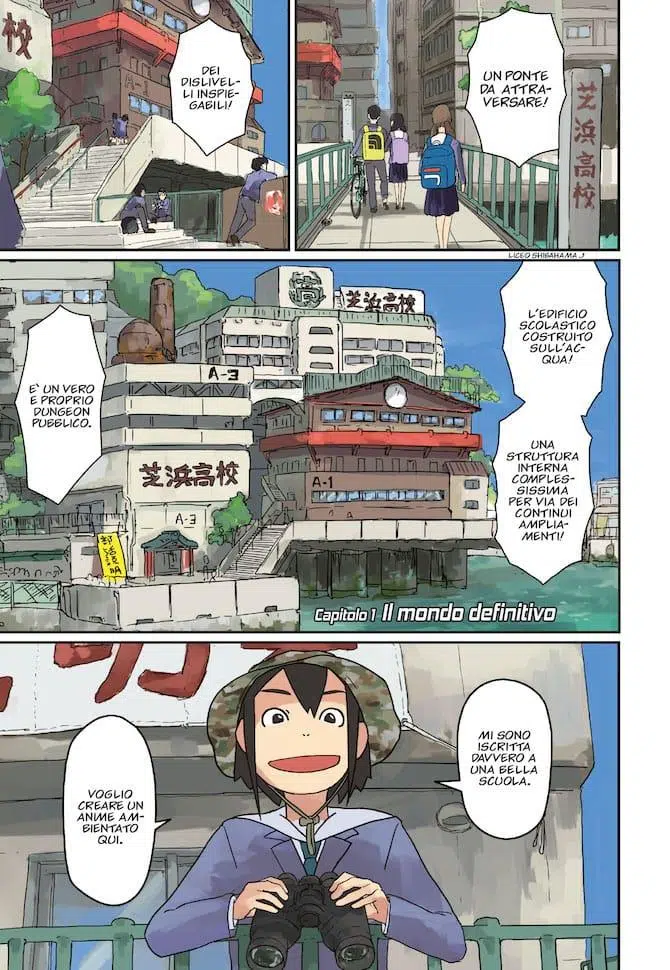 UN PONTE
DA ATTRA-
VERSARE!
芝浜高校
LICEO SHIBAHAMA
DEI
DISLIVEL-
LI INSPIE-
GABILI!
校
A-1
L'EDIFICIO
SCOLASTICO
COSTRUITO
SULL'AC-
QUA!
UNA
STRUTTURA
INTERNA
COMPLES-
SISSIMA
PER VIA DEI
CONTINUI
AMPLIA-
MENTI!
芝浜高校
A-3
芝浜高校
A-1
A-3
E' UN VERO
E PROPRIO
DUNGEON
PUBBLICO.
Capitolo 1 Il mondo definitivo
MI SONO
ISCRITTA
DAVVERO A
UNA BELLA
SCUOLA.
VOGLIO
CREARE UN
ANIME AM-
BIENTATO
QUI.